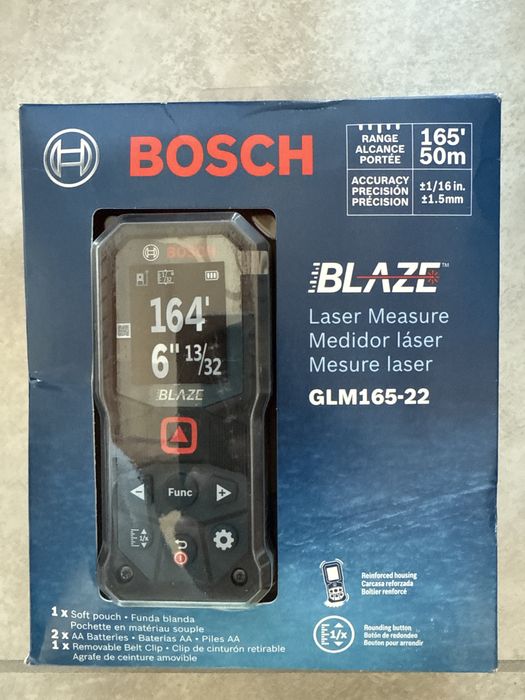 BOSCH
RANGE
ALCANCE
PORTÉE
165'
50m
ACCURACY
PRECISIÓN
PRÉCISION
±1/16 in.
±1.5mm
BLAZE™
Laser Measure
Medidor láser
Mesure laser
GLM165-22
BOSCH
164'
6" 13/32
BLAZE
Func
1/x
Reinforced housing
Carcasa reforzada
Boîtier renforcé
1/x
Rounding button
Botón de redondeo
Bouton pour arrondir
1 x Soft pouch • Funda blanda
Pochette en matériau souple
2 x AA Batteries • Baterías AA • Piles AA
1 x Removable Belt Clip • Clip de cinturón retirable
Agrafe de ceinture amovible